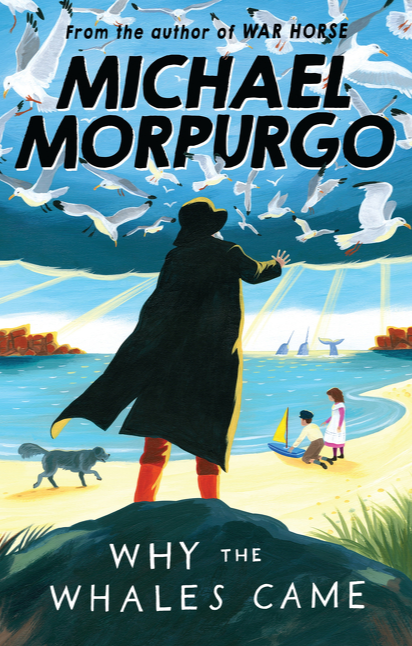 From the author of WAR HORSE
MICHAEL
MORPURGO
WHY THE
WHALES CAME